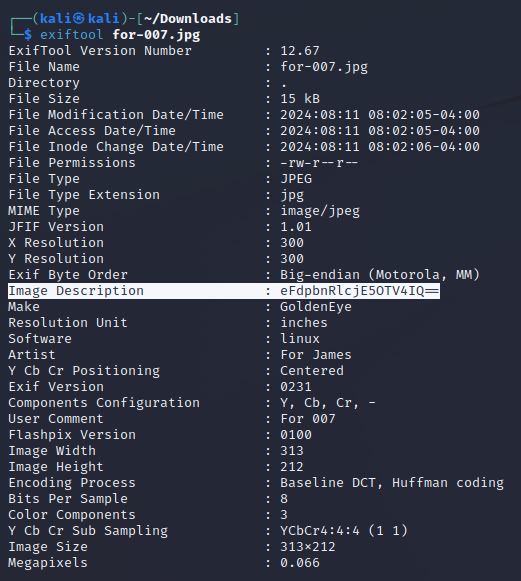 ┌──(kali㉿kali)-[~/Downloads]
└─$ exiftool for-007.jpg
ExifTool Version Number : 12.67
File Name : for-007.jpg
Directory : .
File Size : 15 kB
File Modification Date/Time : 2024:08:11 08:02:05-04:00
File Access Date/Time : 2024:08:11 08:02:05-04:00
File Inode Change Date/Time : 2024:08:11 08:02:06-04:00
File Permissions : -rw-r--r--
File Type : JPEG
File Type Extension : jpg
MIME Type : image/jpeg
JFIF Version : 1.01
X Resolution : 300
Y Resolution : 300
Exif Byte Order : Big-endian (Motorola, MM)
Image Description : eFdpbnRlcjE5OTV4IQ==
Make : GoldenEye
Resolution Unit : inches
Software : linux
Artist : For James
Y Cb Cr Positioning : Centered
Exif Version : 0231
Components Configuration : Y, Cb, Cr, -
User Comment : For 007
Flashpix Version : 0100
Image Width : 313
Image Height : 212
Encoding Process : Baseline DCT, Huffman coding
Bits Per Sample : 8
Color Components : 3
Y Cb Cr Sub Sampling : YCbCr4:4:4 (1 1)
Image Size : 313×212
Megapixels : 0.066